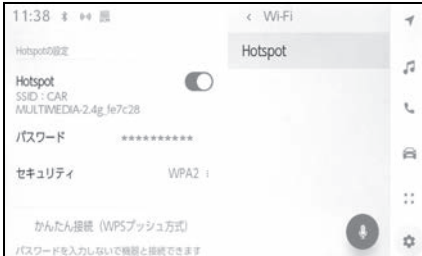 11:38
‹ Wi-Fi
Hotspotの設定
Hotspot
Hotspot
SSID：CAR
MULTIMEDIA-2.4g_fe7c28
パスワード **********
セキュリティ WPA2
かんたん接続（WPSプッシュ方式）
パスワードを入力しないで機器と接続できます